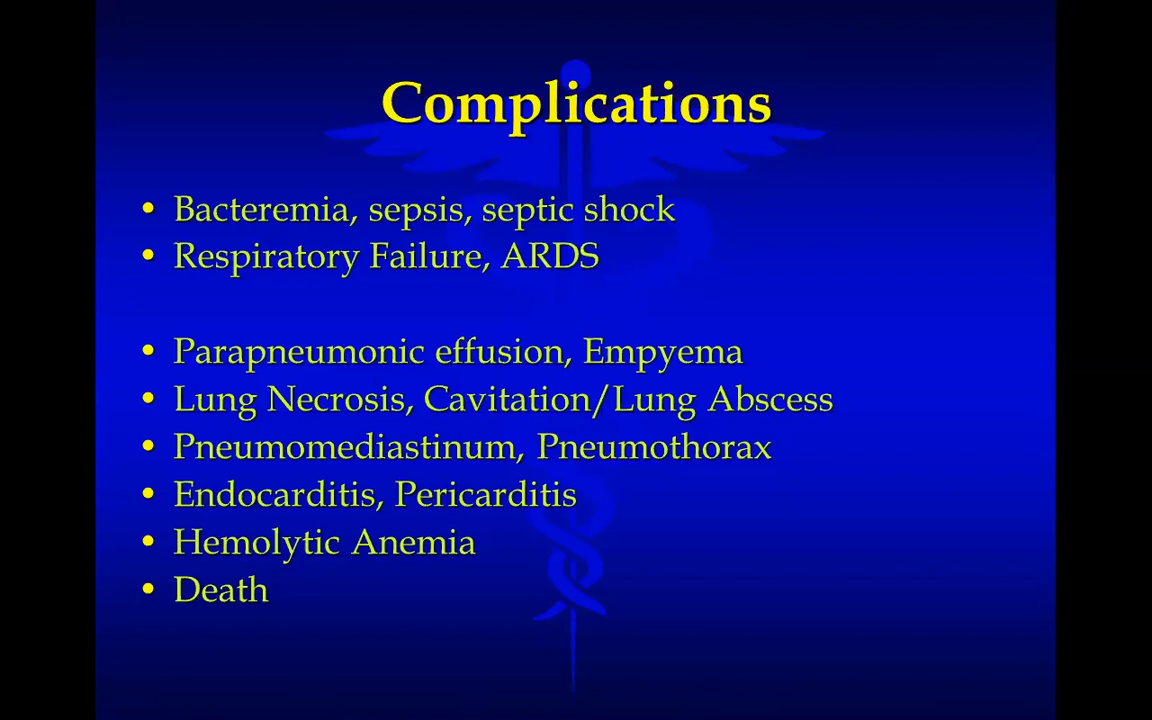 Complications
• Bacteremia, sepsis, septic shock
• Respiratory Failure, ARDS
• Parapneumonic effusion, Empyema
• Lung Necrosis, Cavitation/Lung Abscess
• Pneumomediastinum, Pneumothorax
• Endocarditis, Pericarditis
• Hemolytic Anemia
• Death